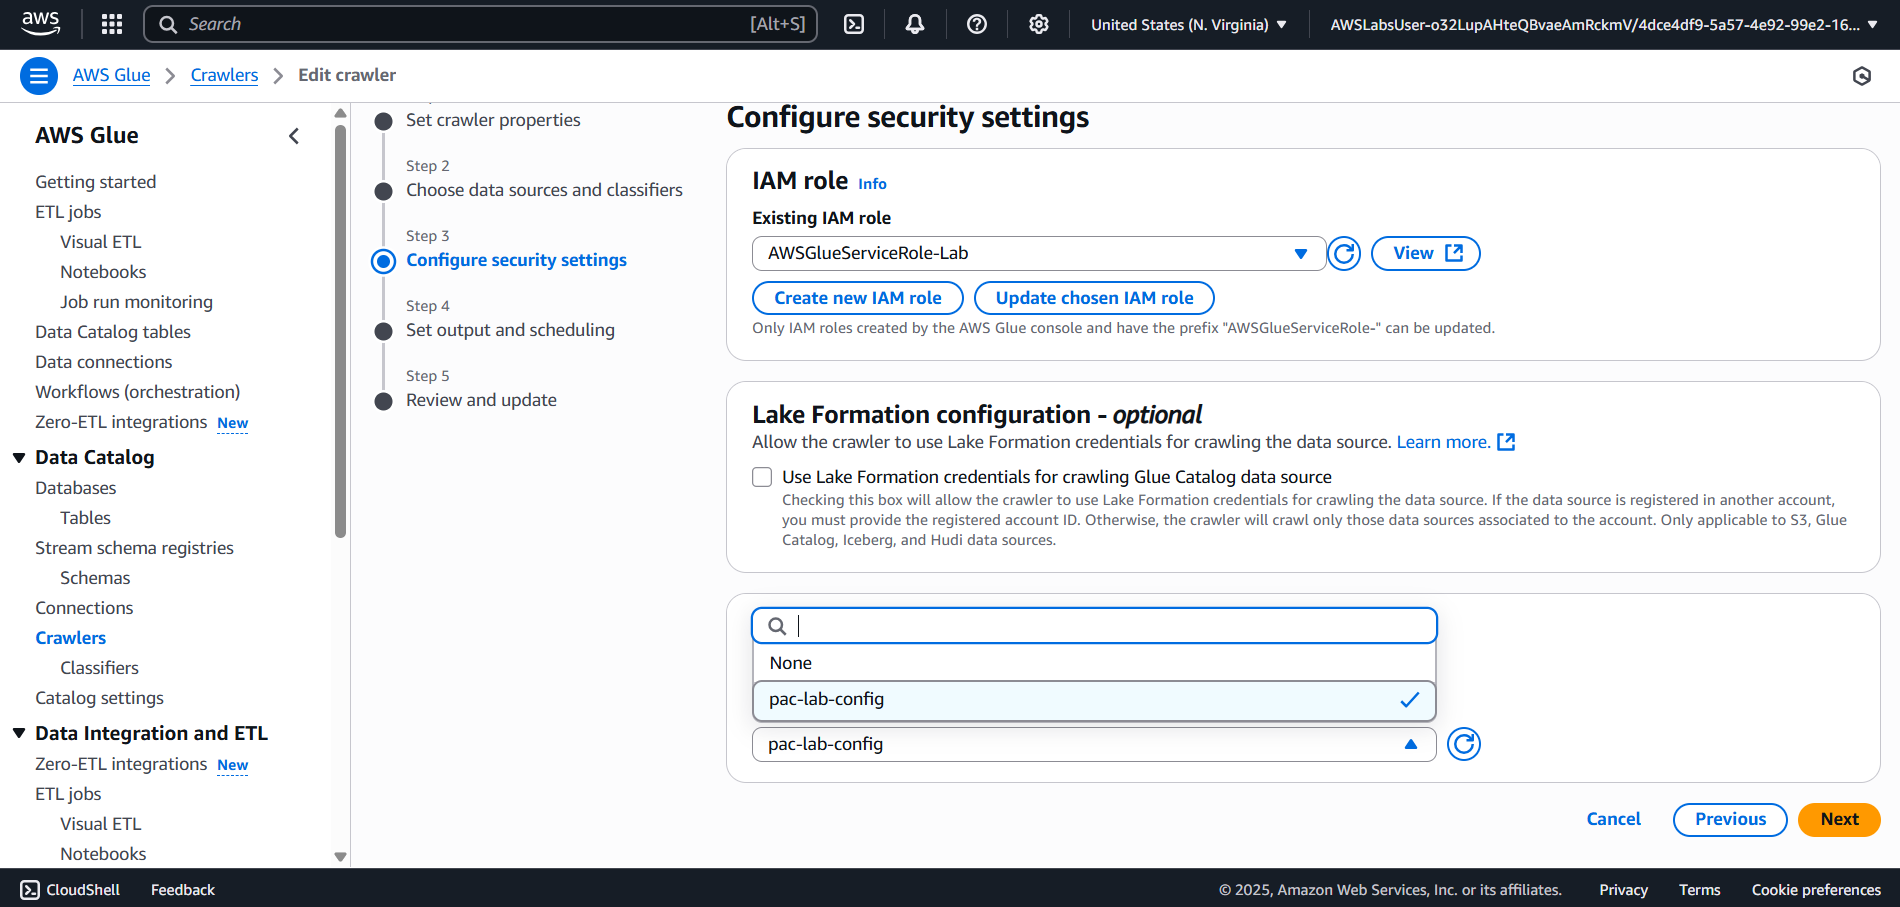 aws
Search
[Alt+S]
United States (N. Virginia)
AWSLabsUser-o32LupAHteQBvaeAmRckmV/4dce4df9-5a57-4e92-99e2-16...
AWS Glue
Crawlers
Edit crawler
AWS Glue
Getting started
ETL jobs
Visual ETL
Notebooks
Job run monitoring
Data Catalog tables
Data connections
Workflows (orchestration)
Zero-ETL integrations New
Data Catalog
Databases
Tables
Stream schema registries
Schemas
Connections
Crawlers
Classifiers
Catalog settings
Data Integration and ETL
Zero-ETL integrations New
ETL jobs
Visual ETL
Notebooks
Set crawler properties
Step 2
Choose data sources and classifiers
Step 3
Configure security settings
Step 4
Set output and scheduling
Step 5
Review and update
Configure security settings
IAM role Info
Existing IAM role
AWSGlueServiceRole-Lab
View
Create new IAM role
Update chosen IAM role
Only IAM roles created by the AWS Glue console and have the prefix "AWSGlueServiceRole-" can be updated.
Lake Formation configuration - optional
Allow the crawler to use Lake Formation credentials for crawling the data source. Learn more.
Use Lake Formation credentials for crawling Glue Catalog data source
Checking this box will allow the crawler to use Lake Formation credentials for crawling the data source. If the data source is registered in another account,
you must provide the registered account ID. Otherwise, the crawler will crawl only those data sources associated to the account. Only applicable to S3, Glue
Catalog, Iceberg, and Hudi data sources.
None
pac-lab-config
pac-lab-config
Cancel
Previous
Next
CloudShell
Feedback
© 2025, Amazon Web Services, Inc. or its affiliates.
Privacy
Terms
Cookie preferences